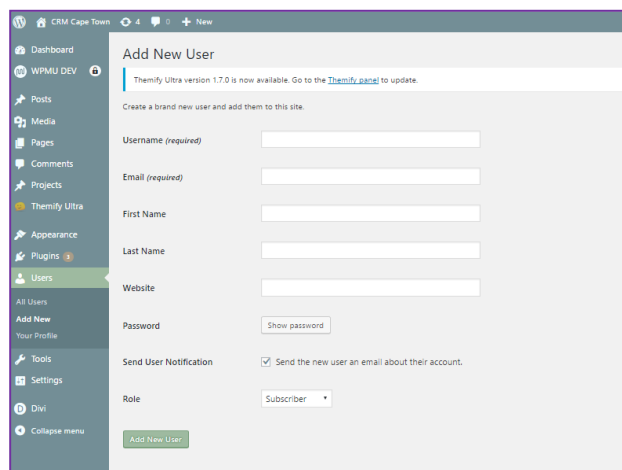 CRM Cape Town 4 0 + New
Dashboard
WPMU DEV
Posts
Media
Pages
Comments
Projects
Themify Ultra
Appearance
Plugins 3
Users
All Users
Add New
Your Profile
Tools
Settings
Divi
Collapse menu
Add New User
Themify Ultra version 1.7.0 is now available. Go to the Themify panel to update.
Create a brand new user and add them to this site.
Username (required)
Email (required)
First Name
Last Name
Website
Password Show password
Send User Notification Send the new user an email about their account.
Role Subscriber
Add New User